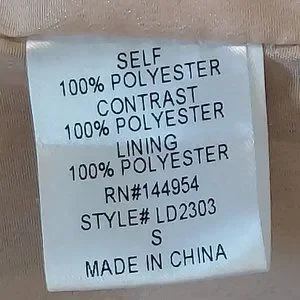 SELF
100% POLYESTER
CONTRAST
100% POLYESTER
LINING
100% POLYESTER
RN#144954
STYLE# LD2303
S
MADE IN CHINA